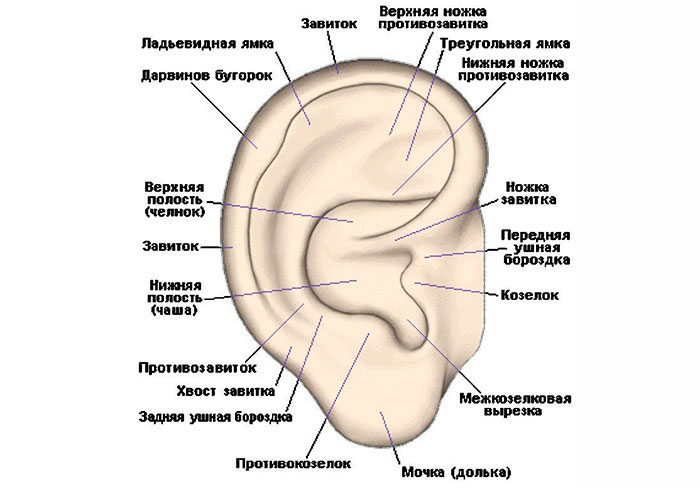 Завиток
Верхняя ножка
противозавитка
Ладьевидная ямка
Треугольная ямка
Дарвинов бугорок
Нижняя ножка
противозавитка
Верхняя
полость
(челнок)
Ножка
завитка
Завиток
Передняя
ушная
бороздка
Нижняя
полость
(чаша)
Козелок
Противозавиток
Хвост завитка
Межкозелковая
вырезка
Задняя ушная бороздка
Противокозелок
Мочка (долька)